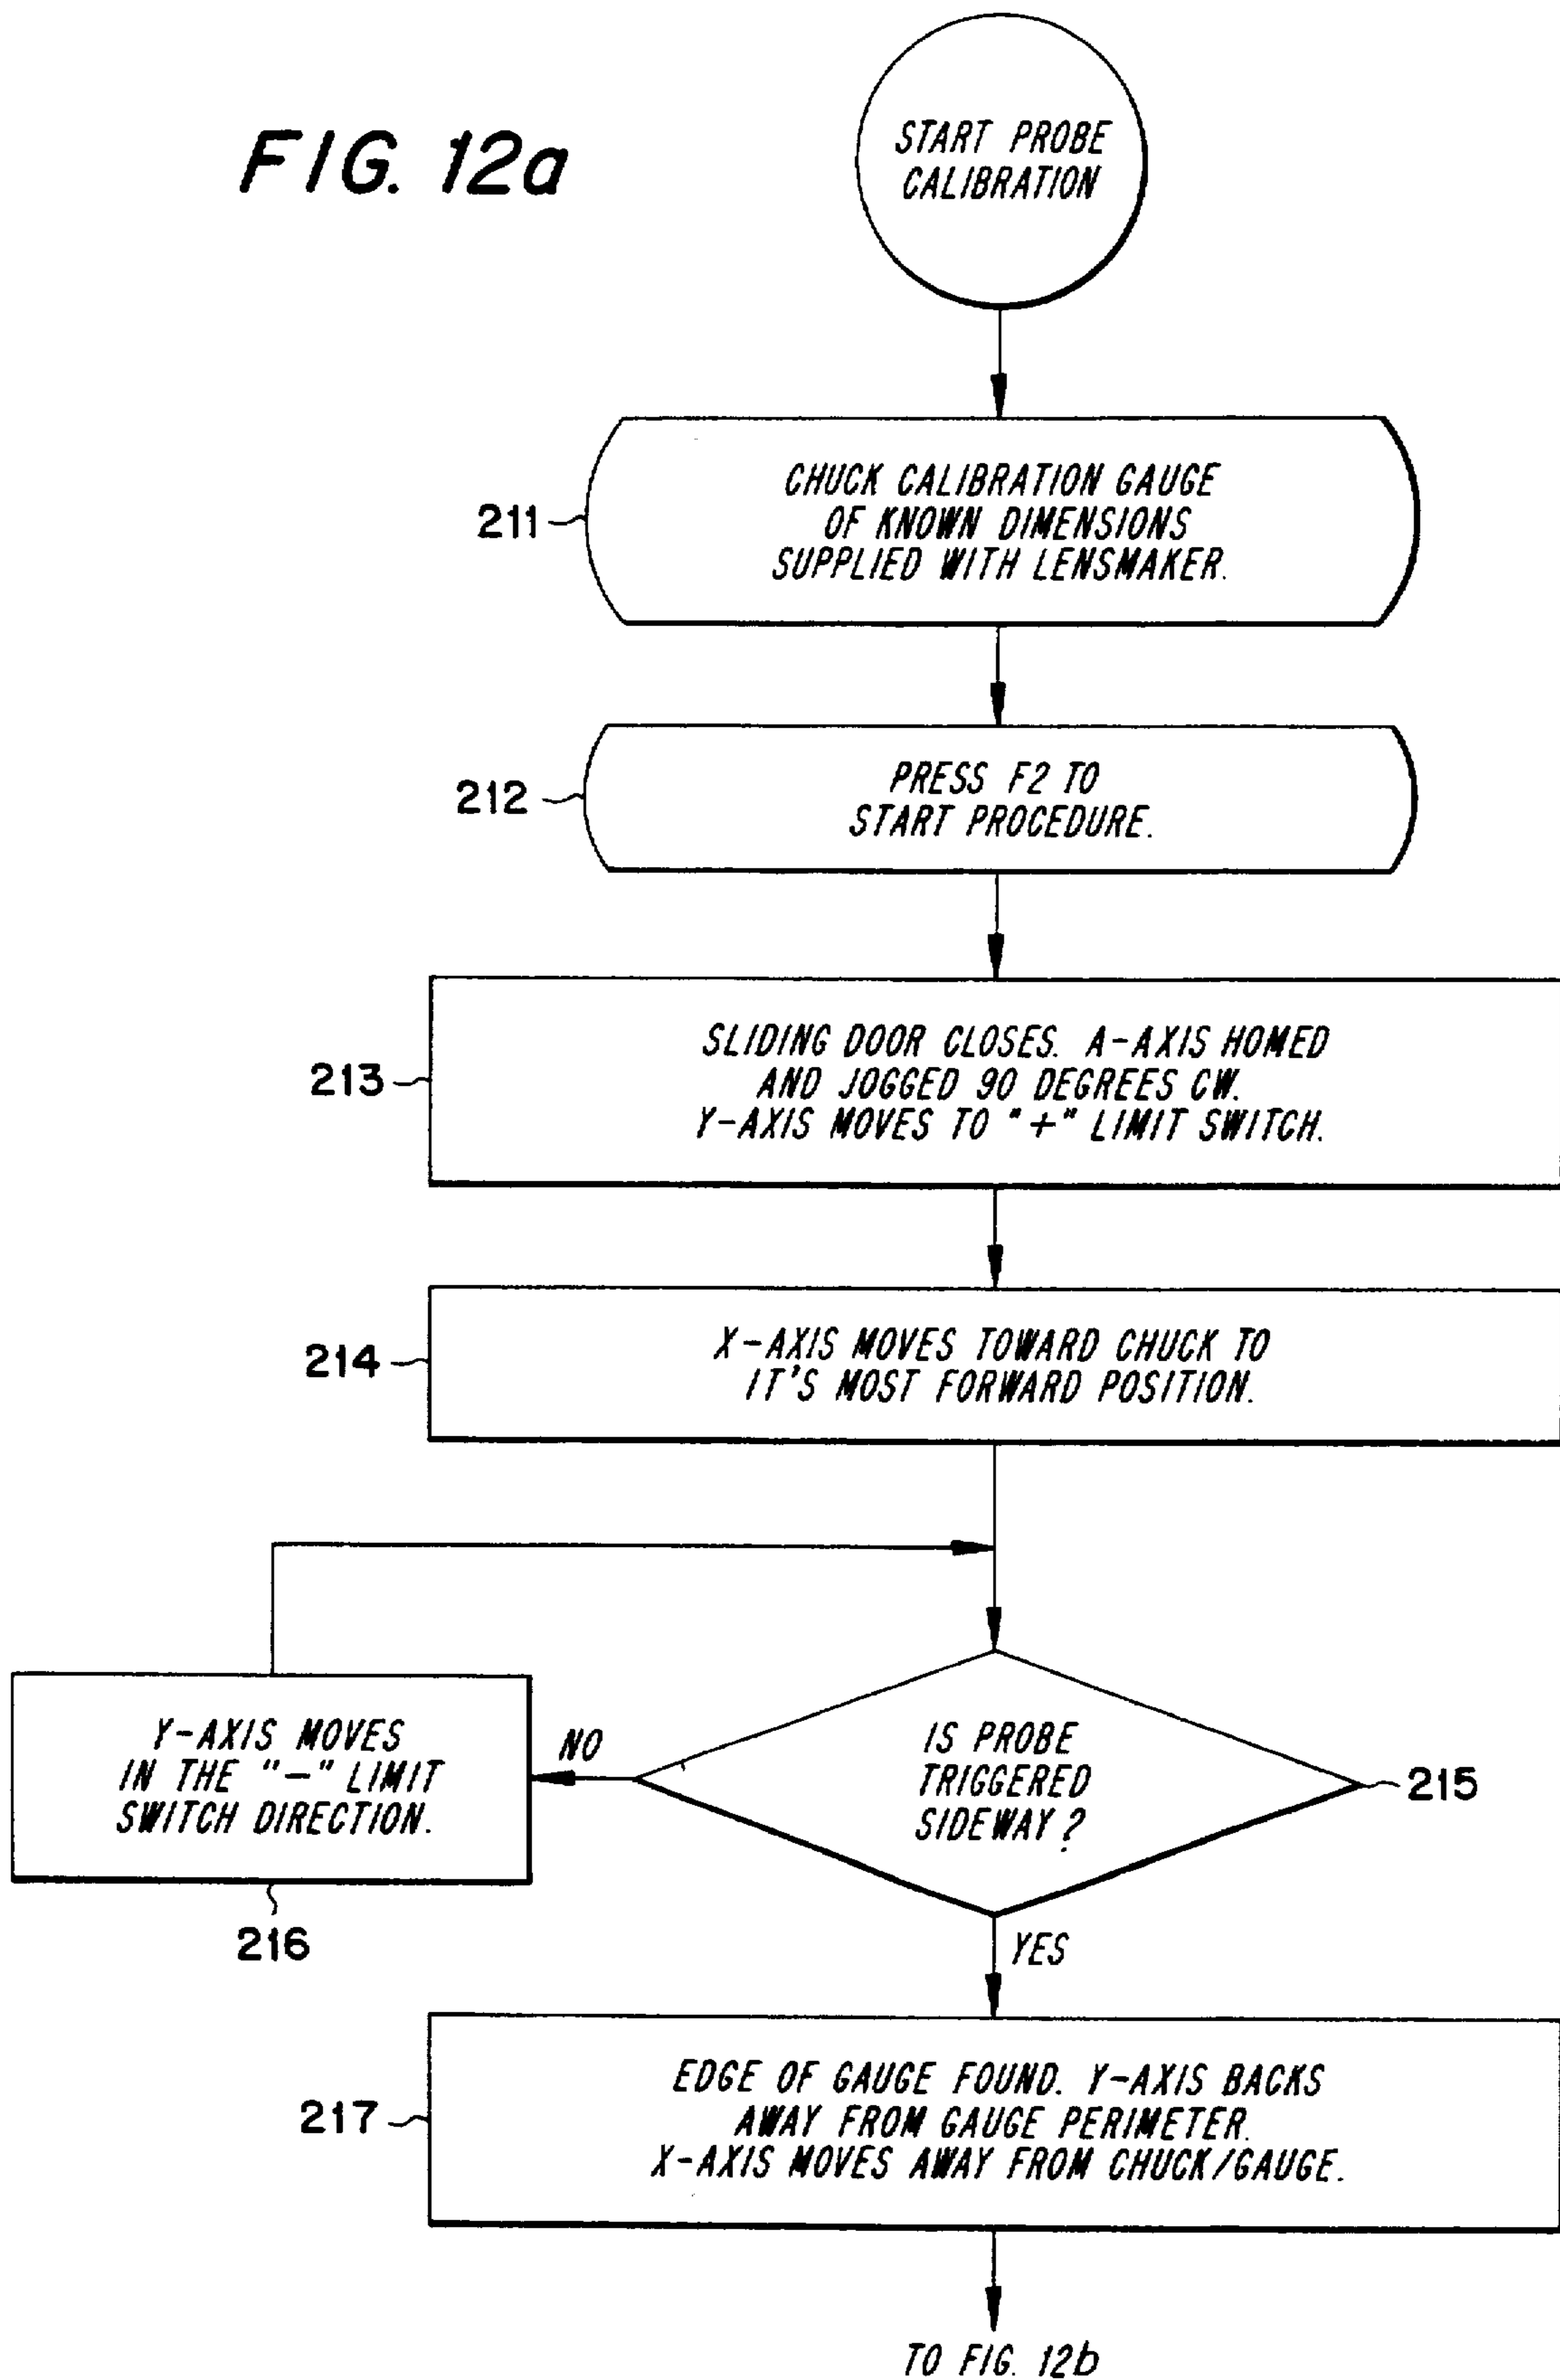 FIG. 12a
START PROBE
CALIBRATION
211
CHUCK CALIBRATION GAUGE
OF KNOWN DIMENSIONS
SUPPLIED WITH LENSMAKER.
212
PRESS F2 TO
START PROCEDURE.
213
SLIDING DOOR CLOSES. A-AXIS HOMED
AND JOGGED 90 DEGREES CW.
Y-AXIS MOVES TO "+" LIMIT SWITCH.
214
X-AXIS MOVES TOWARD CHUCK TO
IT'S MOST FORWARD POSITION.
Y-AXIS MOVES
IN THE "-" LIMIT
SWITCH DIRECTION.
216
NO
IS PROBE
TRIGGERED
SIDEWAY?
215
YES
217
EDGE OF GAUGE FOUND. Y-AXIS BACKS
AWAY FROM GAUGE PERIMETER.
X-AXIS MOVES AWAY FROM CHUCK/GAUGE.
TO FIG. 12b